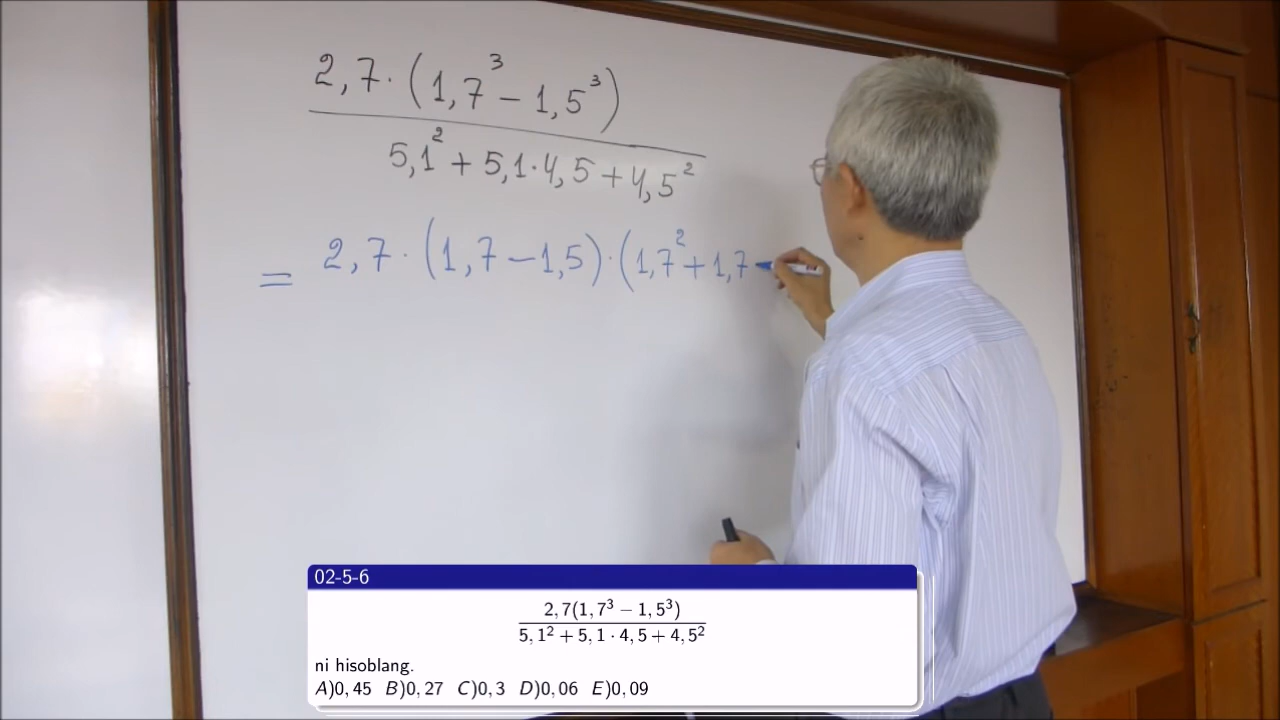 2,7·(1,7³ − 1,5³)
5,1² + 5,1·4,5 + 4,5²
= 2,7·(1,7 − 1,5)·(1,7² + 1,7
02-5-6
2,7(1,7³ − 1,5³)
5,1² + 5,1·4,5 + 4,5²
ni hisoblang.
A)0,45 B)0,27 C)0,3 D)0,06 E)0,09